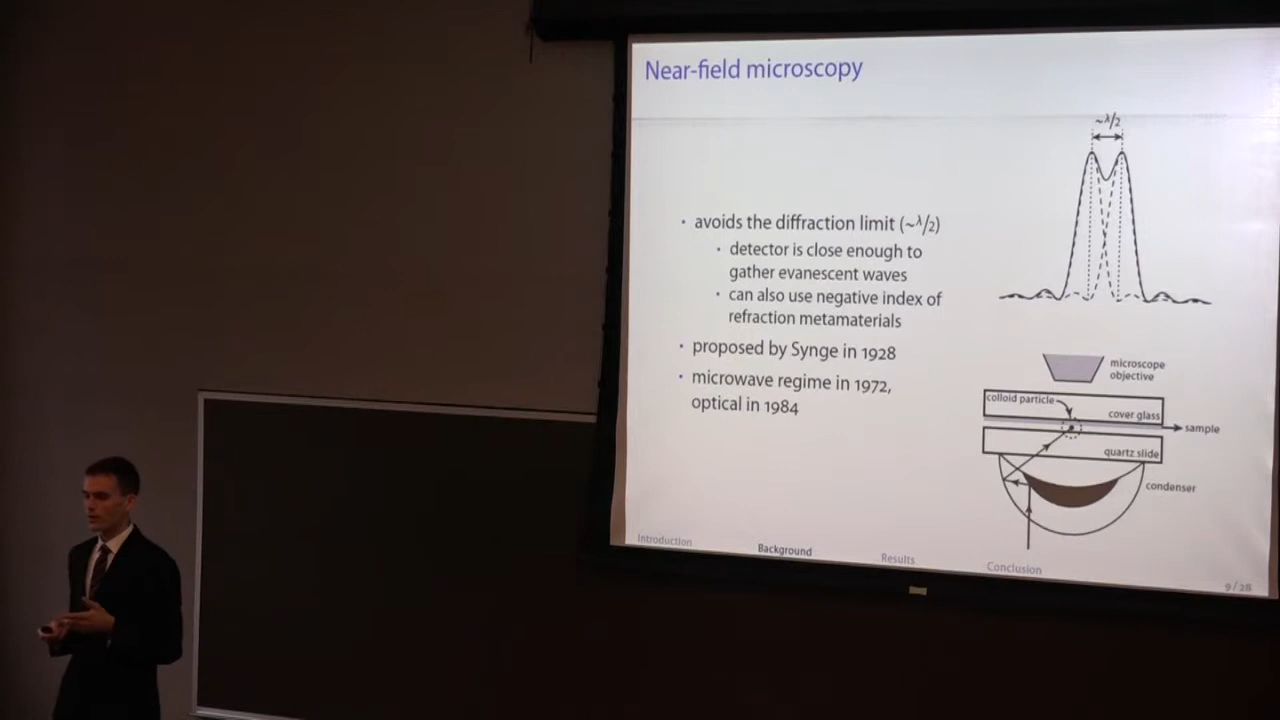 Near-field microscopy
~λ/2
• avoids the diffraction limit (~λ/2)
• detector is close enough to
gather evanescent waves
• can also use negative index of
refraction metamaterials
• proposed by Synge in 1928
• microwave regime in 1972,
optical in 1984
microscope
objective
colloid particle
cover glass
sample
quartz slide
condenser
Introduction
Background
Results
Conclusion
9/28